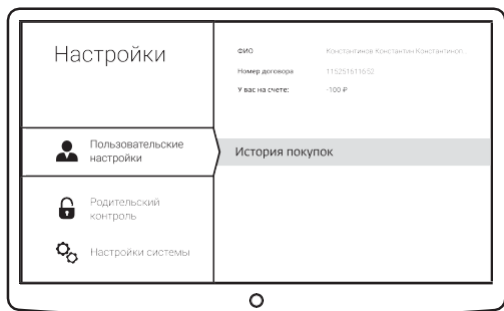 Настройки
ФИО
Константинов Константин Константинов..
Номер договора
115251611652
У вас на счете:
-100 ₽
Пользовательские
настройки
История покупок
Родительский
контроль
Настройки системы